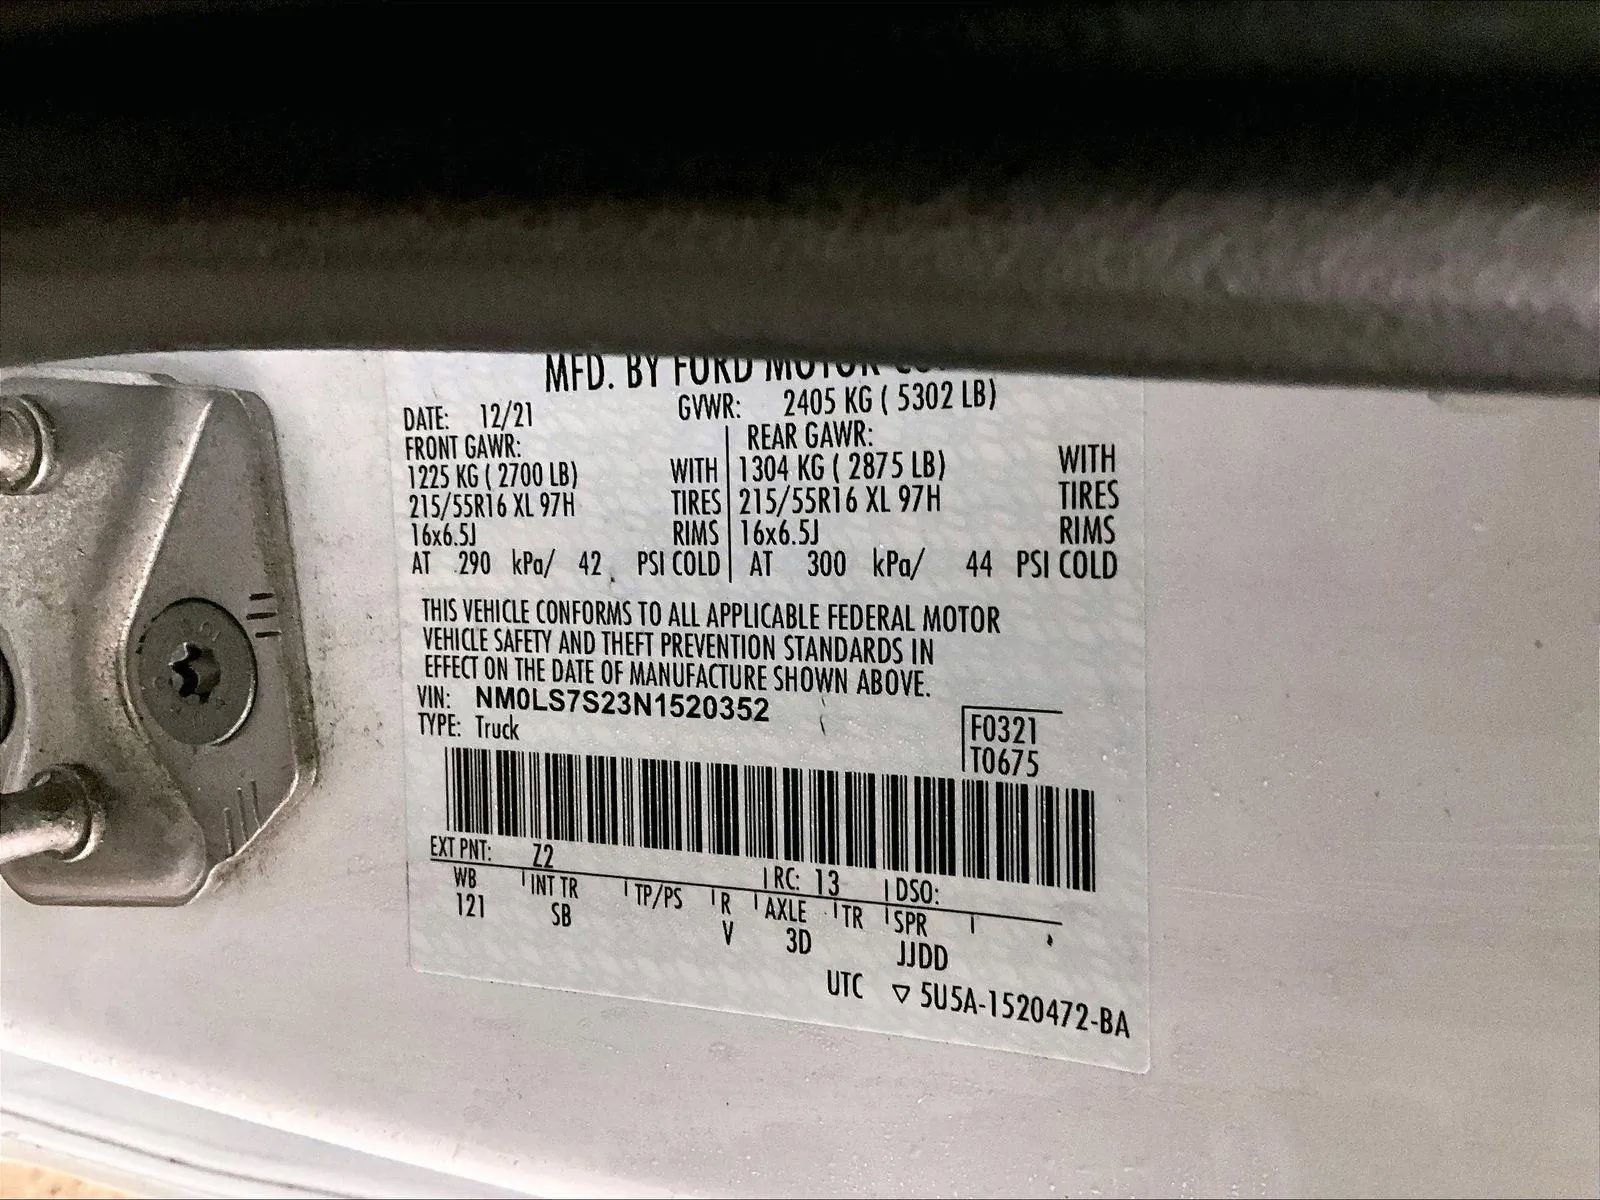 MFD. BY FORD MOTOR CO
DATE: 12/21 GVWR: 2405 KG ( 5302 LB)
FRONT GAWR: REAR GAWR:
1225 KG ( 2700 LB) WITH 1304 KG ( 2875 LB) WITH
215/55R16 XL 97H TIRES 215/55R16 XL 97H TIRES
16x6.5J RIMS 16x6.5J RIMS
AT 290 kPa/ 42 PSI COLD AT 300 kPa/ 44 PSI COLD
THIS VEHICLE CONFORMS TO ALL APPLICABLE FEDERAL MOTOR
VEHICLE SAFETY AND THEFT PREVENTION STANDARDS IN
EFFECT ON THE DATE OF MANUFACTURE SHOWN ABOVE.
VIN: NM0LS7S23N1520352
TYPE: Truck
F0321
T0675
EXT PNT: Z2 RC: 13 DSO:
WB INT TR TP/PS R AXLE TR SPR
121 SB V 3D JJDD
UTC ▽ 5U5A-1520472-BA